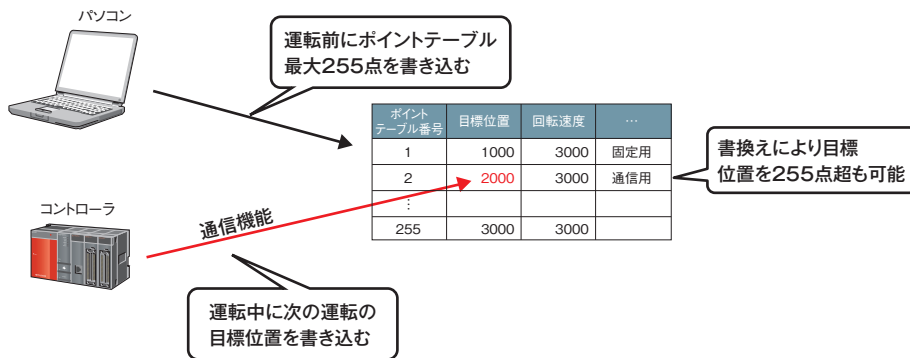 パソコン
運転前にポイントテーブル
最大255点を書き込む
ポイント
テーブル番号 目標位置 回転速度 …
1 1000 3000 固定用
2 2000 3000 通信用
⋮
255 3000 3000
書換えにより目標
位置を255点超も可能
コントローラ
通信機能
運転中に次の運転の
目標位置を書き込む